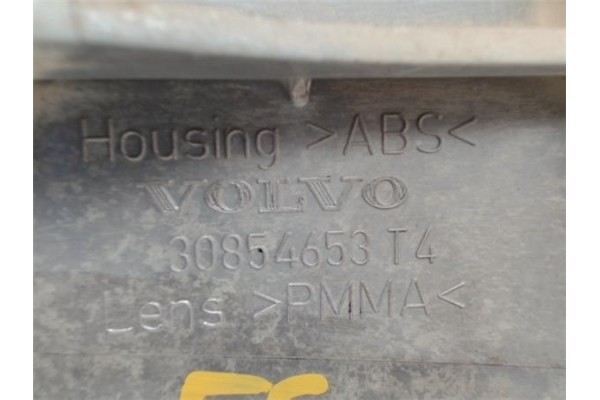 Housing >ABS<
VOLVO
30854653 T4
Lens >PMMA<